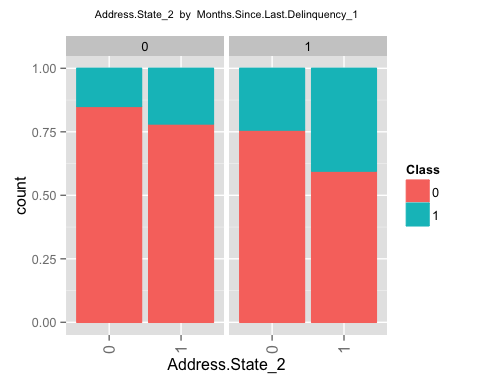 Address.State_2 by Months.Since.Last.Delinquency_1
0 1
1.00
0.75
0.50
0.25
0.00
count
0 1 0 1
Address.State_2
Class
0
1